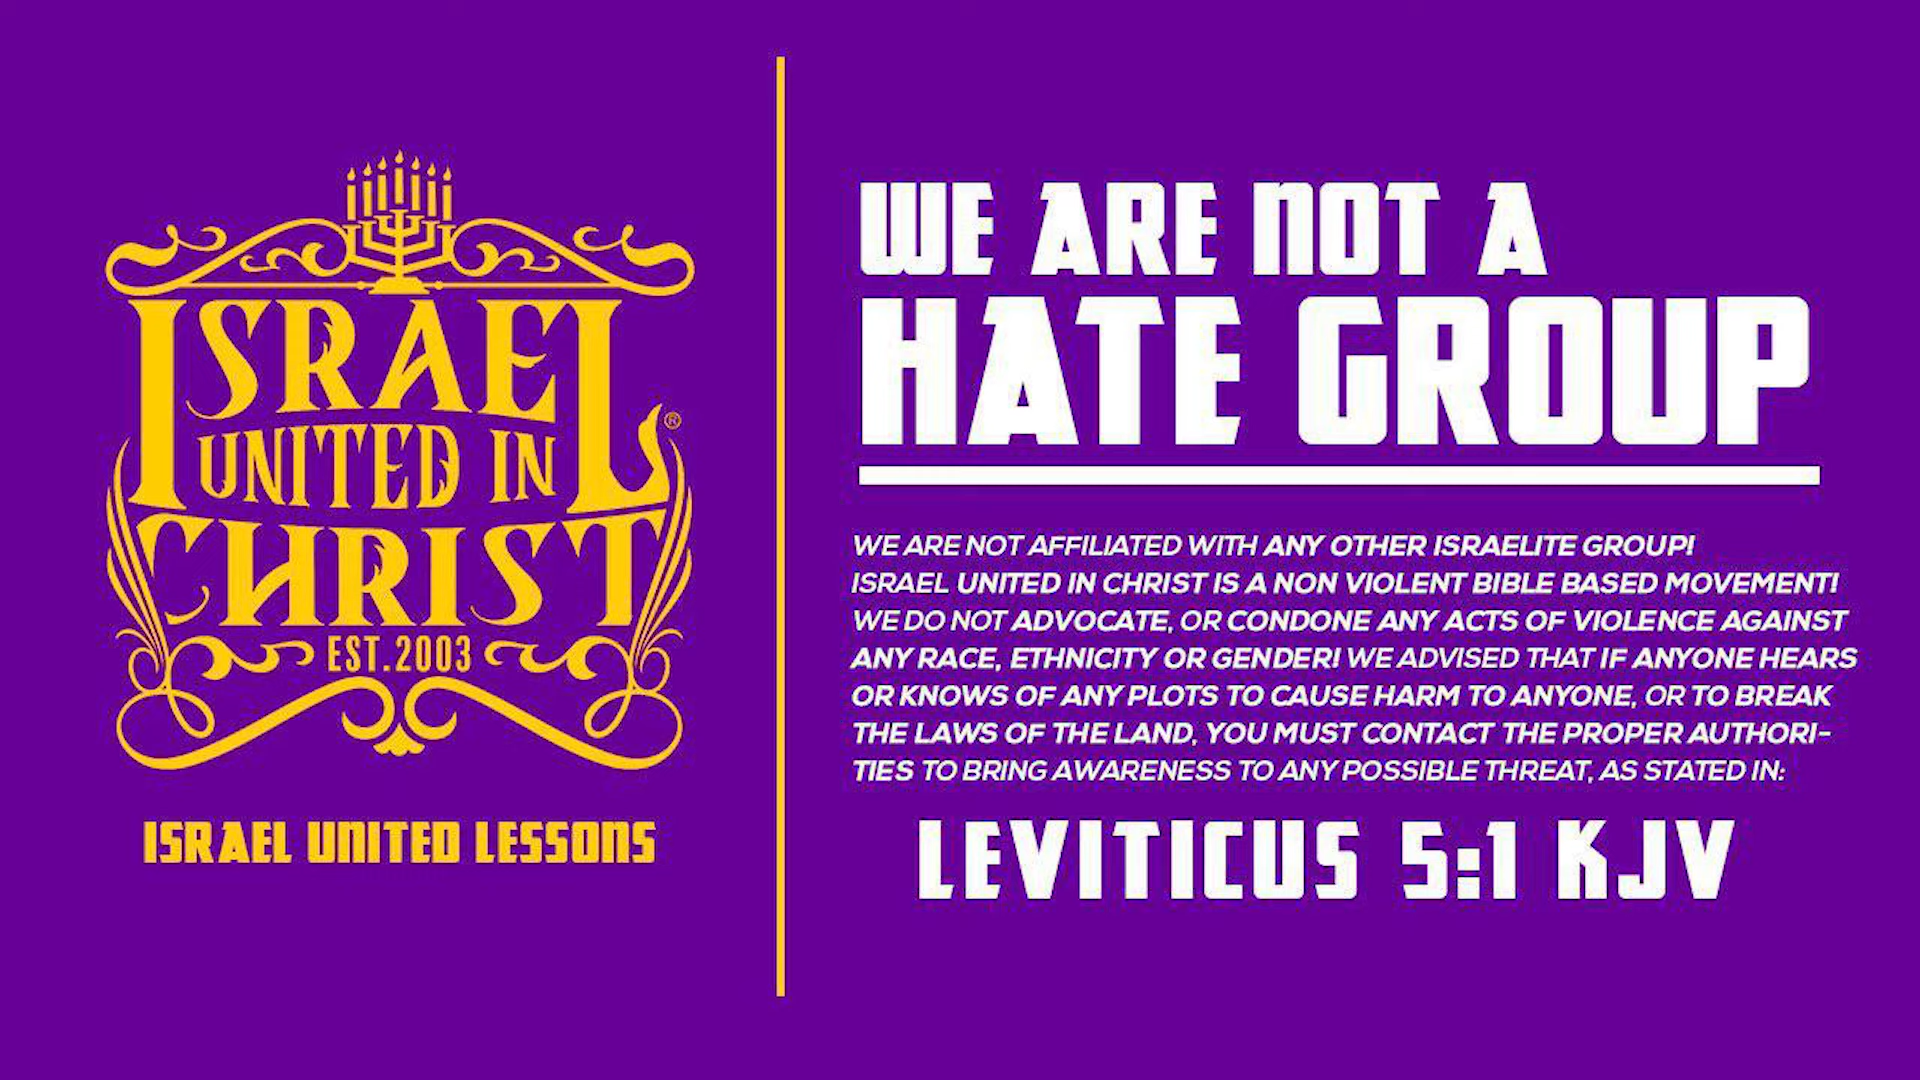 ISRAEL
UNITED IN
CHRIST
®
EST.2003
ISRAEL UNITED LESSONS
WE ARE NOT A
HATE GROUP
WE ARE NOT AFFILIATED WITH ANY OTHER ISRAELITE GROUP!
ISRAEL UNITED IN CHRIST IS A NON VIOLENT BIBLE BASED MOVEMENT!
WE DO NOT ADVOCATE, OR CONDONE ANY ACTS OF VIOLENCE AGAINST
ANY RACE, ETHNICITY OR GENDER! WE ADVISED THAT IF ANYONE HEARS
OR KNOWS OF ANY PLOTS TO CAUSE HARM TO ANYONE, OR TO BREAK
THE LAWS OF THE LAND, YOU MUST CONTACT THE PROPER AUTHORI-
TIES TO BRING AWARENESS TO ANY POSSIBLE THREAT, AS STATED IN:
LEVITICUS 5:1 KJV